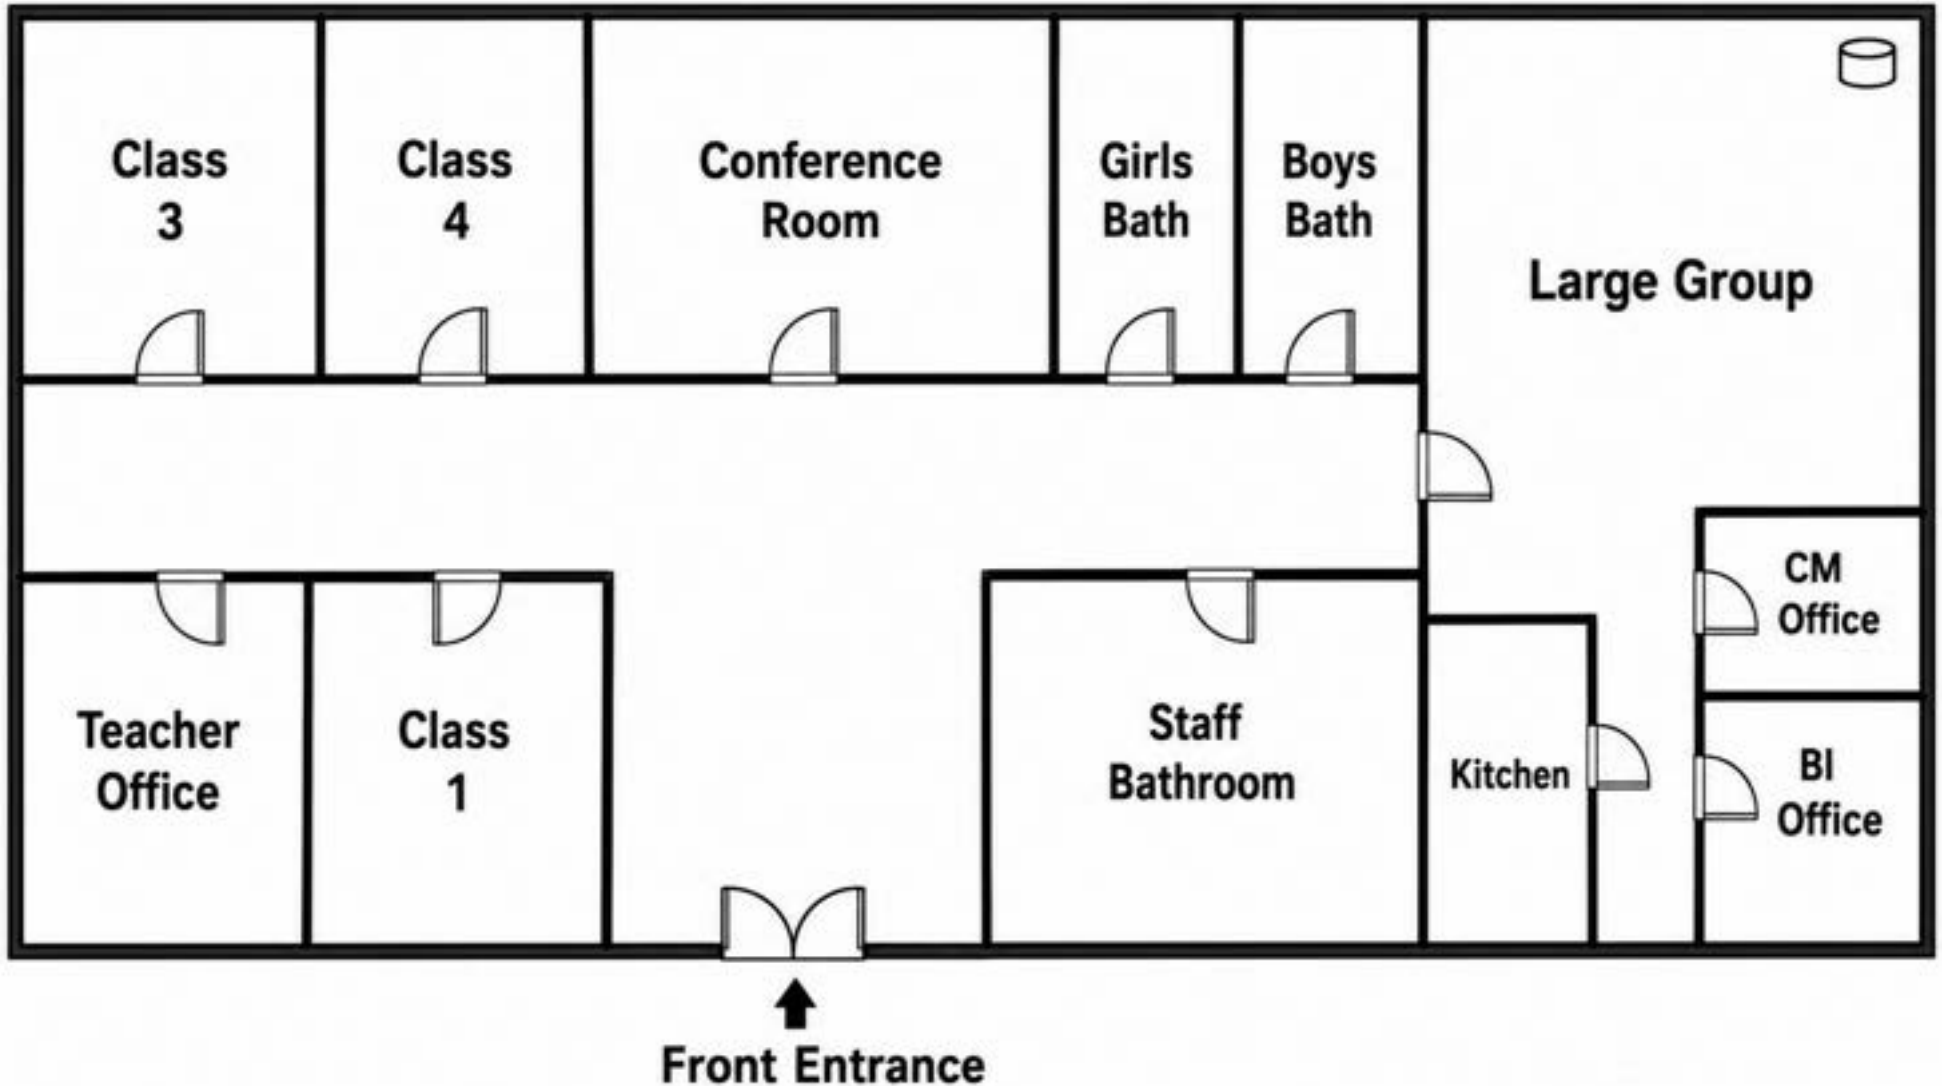 Class
3
Class
4
Conference
Room
Girls
Bath
Boys
Bath
Large Group
CM
Office
Teacher
Office
Class
1
Staff
Bathroom
Kitchen
BI
Office
Front Entrance